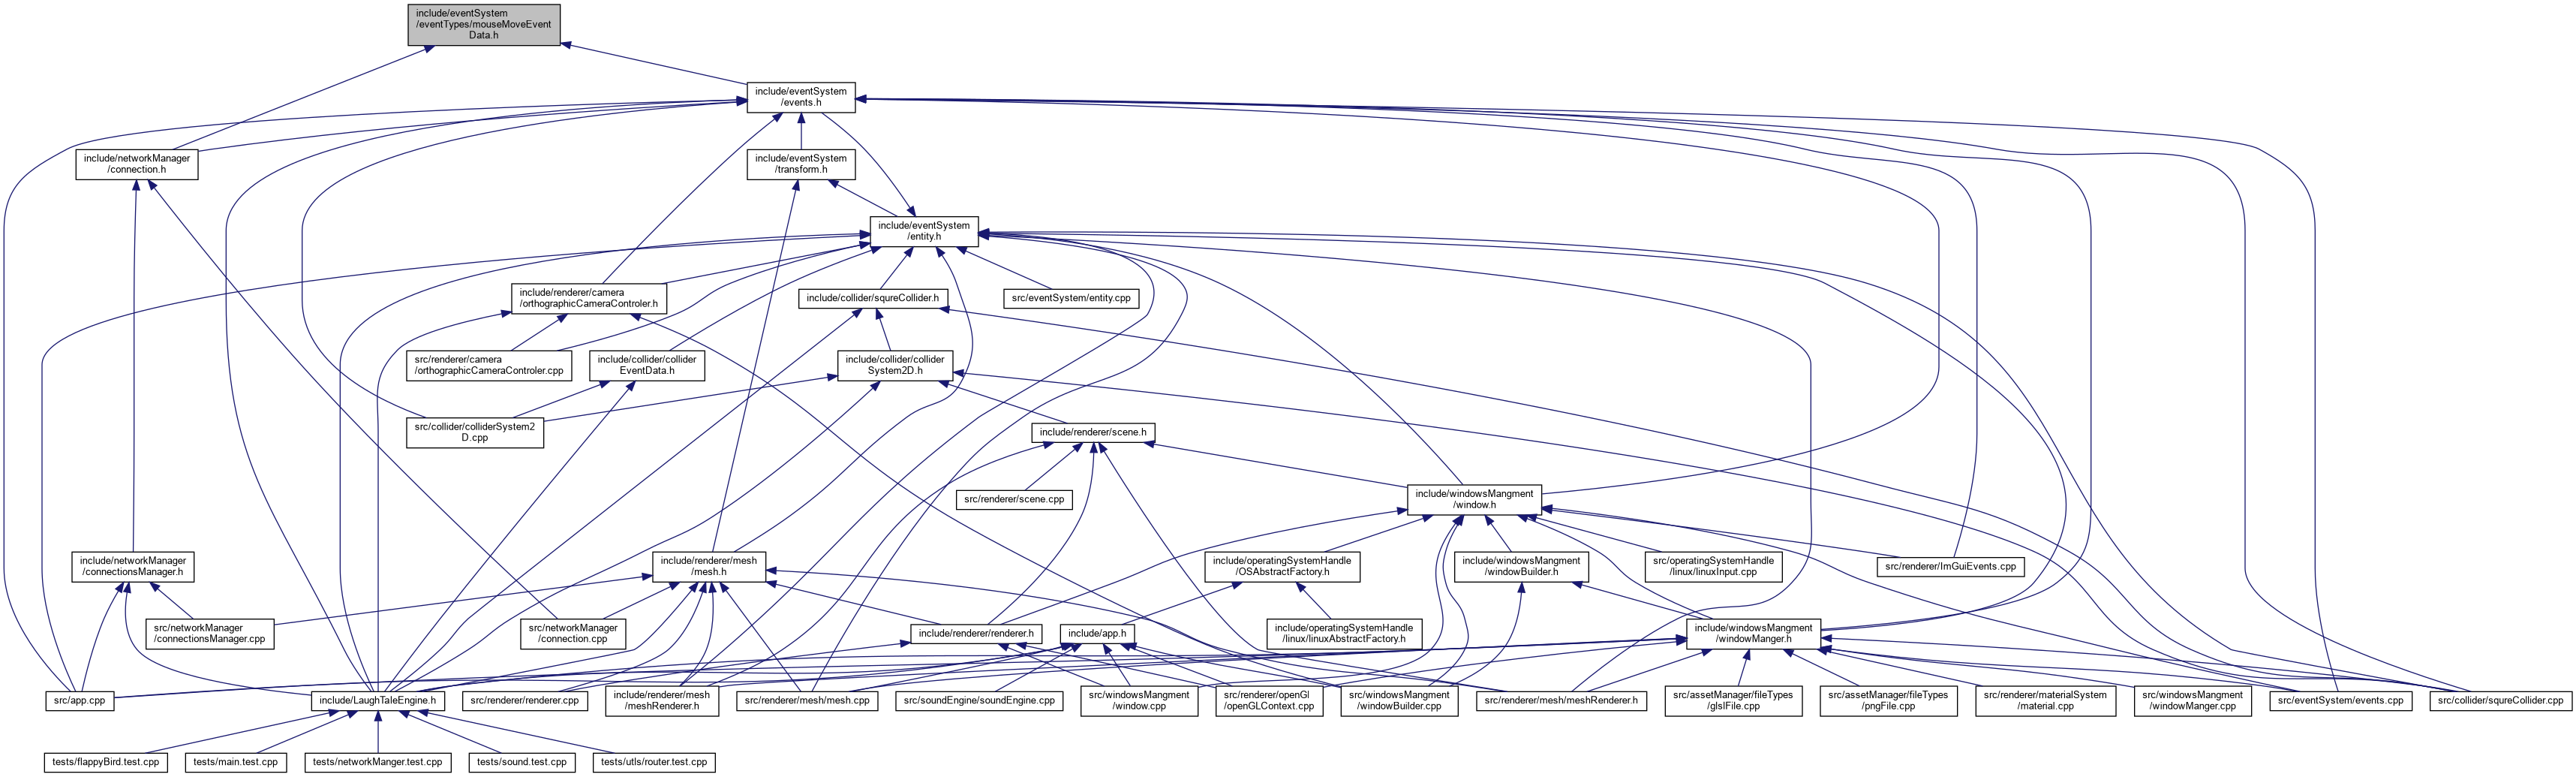 include/eventSystem
/eventTypes/mouseMoveEvent
Data.h
include/eventSystem
/events.h
include/networkManager
/connection.h
include/eventSystem
/transform.h
include/eventSystem
/entity.h
include/renderer/camera
/orthographicCameraControler.h
include/collider/squreCollider.h
src/eventSystem/entity.cpp
src/renderer/camera
/orthographicCameraControler.cpp
include/collider/collider
EventData.h
include/collider/collider
System2D.h
src/collider/colliderSystem2
D.cpp
include/renderer/scene.h
src/renderer/scene.cpp
include/windowsMangment
/window.h
include/networkManager
/connectionsManager.h
include/renderer/mesh
/mesh.h
include/operatingSystemHandle
/OSAbstractFactory.h
include/windowsMangment
/windowBuilder.h
src/operatingSystemHandle
/linux/linuxInput.cpp
src/renderer/ImGuiEvents.cpp
src/networkManager
/connectionsManager.cpp
src/networkManager
/connection.cpp
include/renderer/renderer.h
include/app.h
include/operatingSystemHandle
/linux/linuxAbstractFactory.h
include/windowsMangment
/windowManger.h
src/app.cpp
include/LaughTaleEngine.h
src/renderer/renderer.cpp
include/renderer/mesh
/meshRenderer.h
src/renderer/mesh/mesh.cpp
src/soundEngine/soundEngine.cpp
src/windowsMangment
/window.cpp
src/renderer/openGl
/openGLContext.cpp
src/windowsMangment
/windowBuilder.cpp
src/renderer/mesh/meshRenderer.h
src/assetManager/fileTypes
/glslFile.cpp
src/assetManager/fileTypes
/pngFile.cpp
src/renderer/materialSystem
/material.cpp
src/windowsMangment
/windowManger.cpp
src/eventSystem/events.cpp
src/collider/squreCollider.cpp
tests/flappyBird.test.cpp
tests/main.test.cpp
tests/networkManger.test.cpp
tests/sound.test.cpp
tests/utls/router.test.cpp